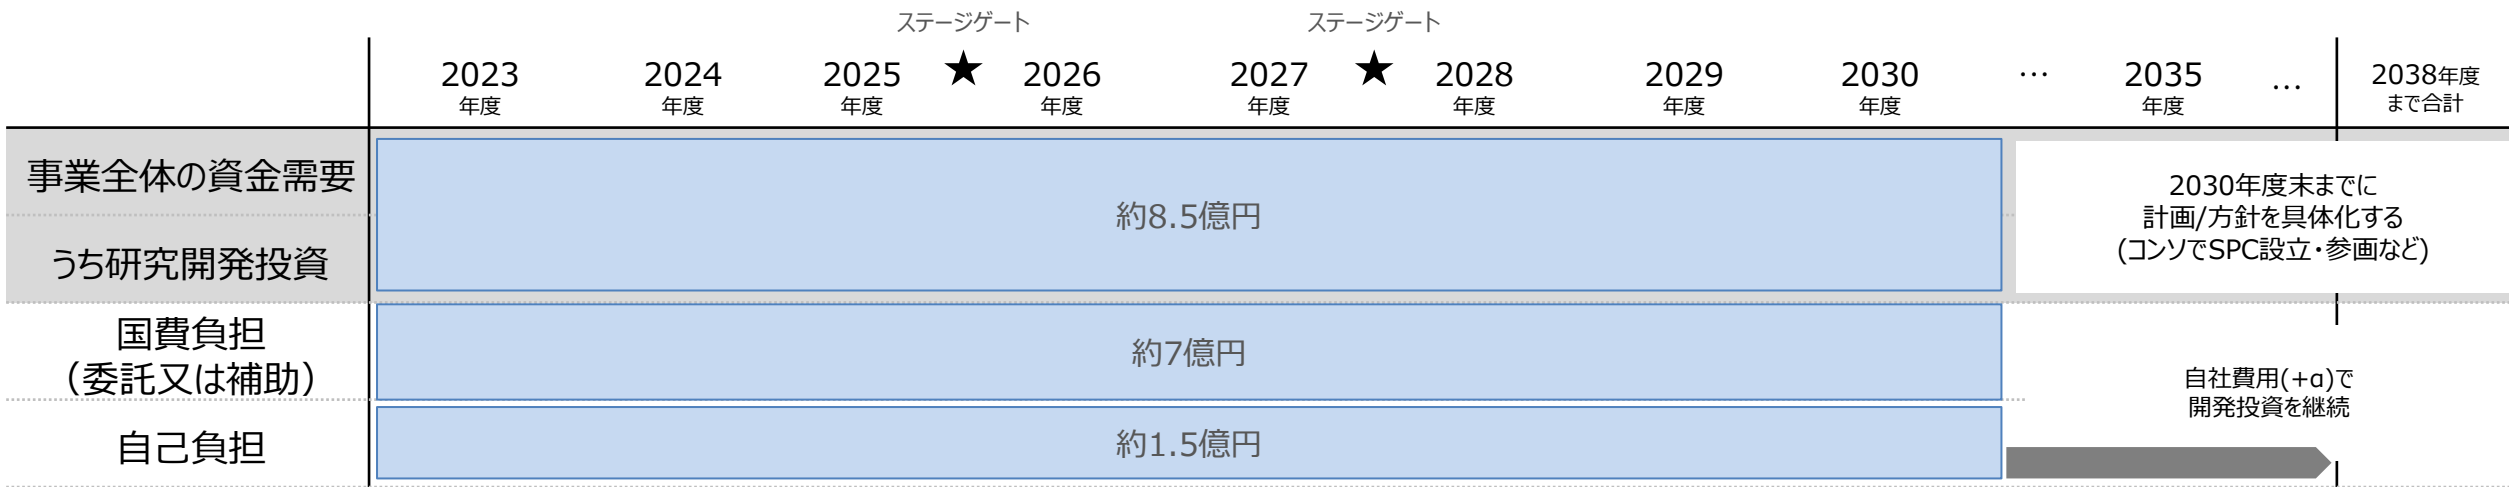 ステージゲート
ステージゲート
2023
年度
2024
年度
2025
年度
★
2026
年度
2027
年度
★
2028
年度
2029
年度
2030
年度
…
2035
年度
…
2038年度
まで合計
事業全体の資金需要
うち研究開発投資
約8.5億円
2030年度末までに
計画/方針を具体化する
(コンソでSPC設立・参画など)
国費負担
（委託又は補助）
約7億円
自己負担
約1.5億円
自社費用(+α)で
開発投資を継続